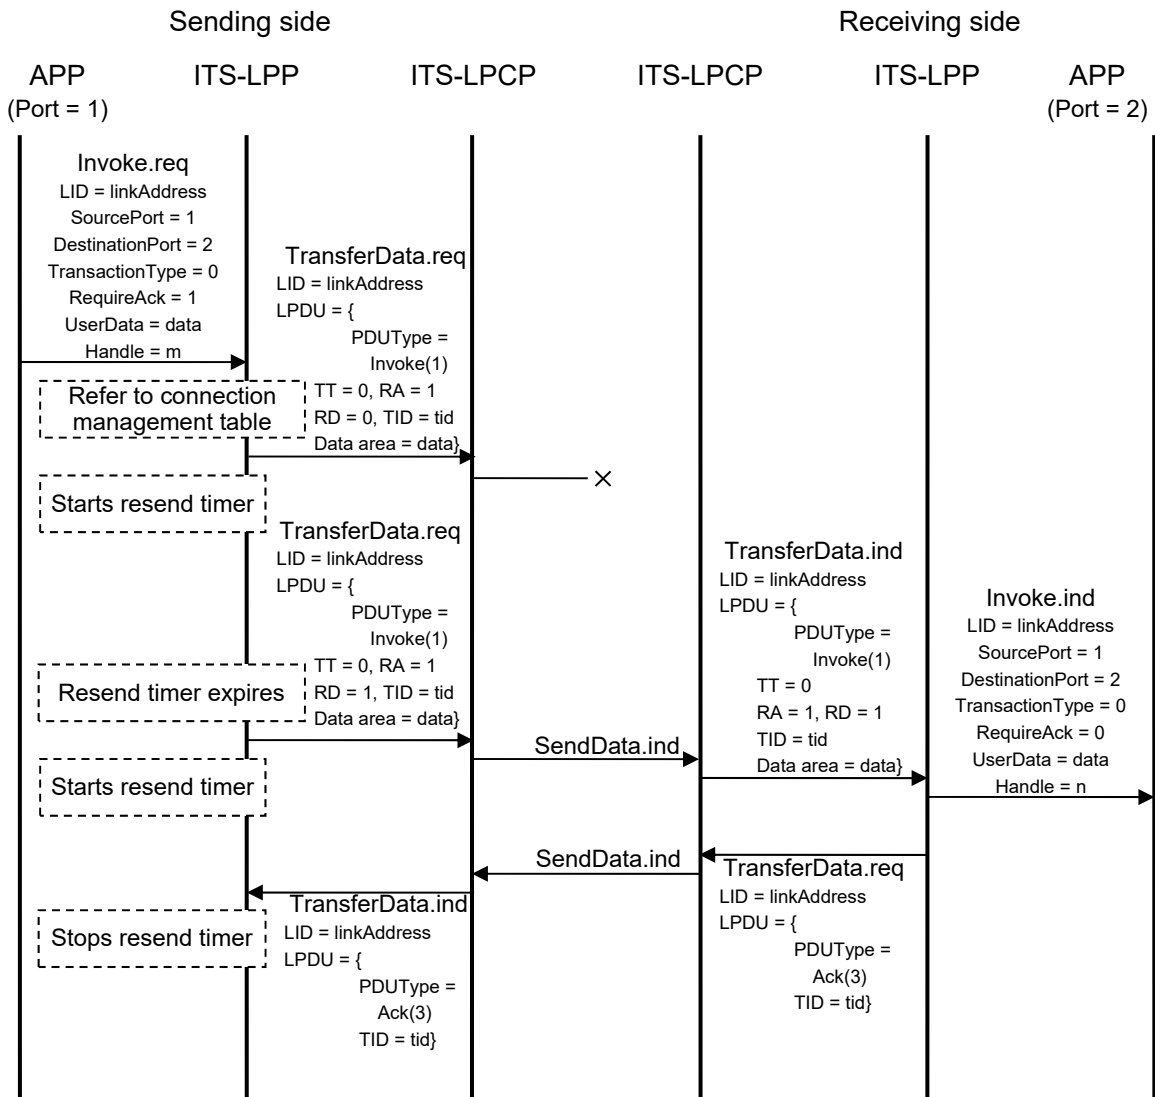 Sending side
Receiving side
APP
(Port = 1)
ITS-LPP
ITS-LPCP
ITS-LPCP
ITS-LPP
APP
(Port = 2)
Invoke.req
LID = linkAddress
SourcePort = 1
DestinationPort = 2
TransactionType = 0
RequireAck = 1
UserData = data
Handle = m
Refer to connection
management table
TransferData.req
LID = linkAddress
LPDU = {
PDUType =
Invoke(1)
TT = 0, RA = 1
RD = 0, TID = tid
Data area = data}
×
Starts resend timer
TransferData.req
LID = linkAddress
LPDU = {
PDUType =
Invoke(1)
TT = 0, RA = 1
RD = 1, TID = tid
Data area = data}
Resend timer expires
Starts resend timer
SendData.ind
TransferData.ind
LID = linkAddress
LPDU = {
PDUType =
Invoke(1)
TT = 0
RA = 1, RD = 1
TID = tid
Data area = data}
Invoke.ind
LID = linkAddress
SourcePort = 1
DestinationPort = 2
TransactionType = 0
RequireAck = 0
UserData = data
Handle = n
SendData.ind
TransferData.req
LID = linkAddress
LPDU = {
PDUType =
Ack(3)
TID = tid}
TransferData.ind
LID = linkAddress
LPDU = {
PDUType =
Ack(3)
TID = tid}
Stops resend timer